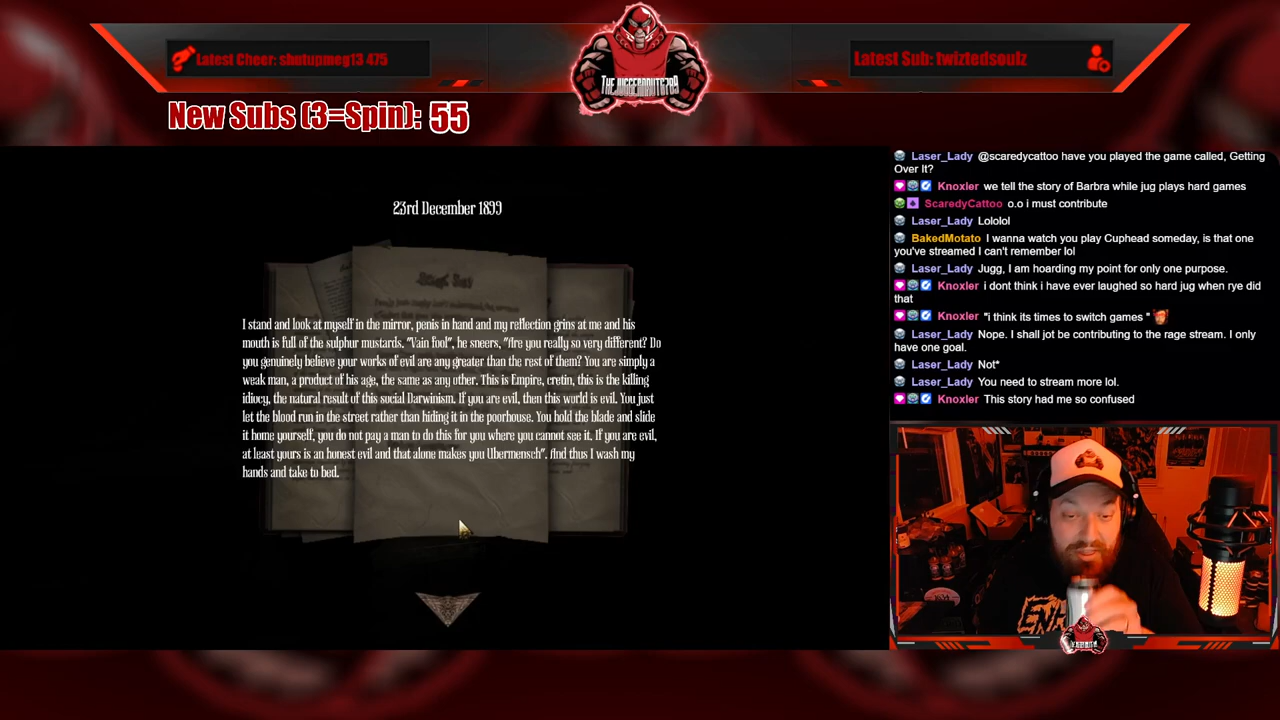 Latest Cheer: shutupmeg13 475
THEJUGGERNAUT6789
Latest Sub: twiztedsoulz
New Subs (3=Spin): 55
23rd December 1899
I stand and look at myself in the mirror, penis in hand and my reflection grins at me and his
mouth is full of the sulphur mustards. "Vain fool", he sneers, "Are you really so very different? Do
you genuinely believe your works of evil are any greater than the rest of them? You are simply a
weak man, a product of his age, the same as any other. This is Empire, cretin, this is the killing
idiocy, the natural result of this social Darwinism. If you are evil, then this world is evil. You just
let the blood run in the street rather than hiding it in the poorhouse. You hold the blade and slide
it home yourself, you do not pay a man to do this for you where you cannot see it. If you are evil,
at least yours is an honest evil and that alone makes you Ubermensch". And thus I wash my
hands and take to bed.
Laser_Lady @scaredycattoo have you played the game called, Getting
Over It?
Knoxler we tell the story of Barbra while jug plays hard games
ScaredyCattoo o.o i must contribute
Laser_Lady Lololol
BakedMotato I wanna watch you play Cuphead someday, is that one
you've streamed I can't remember lol
Laser_Lady Jugg, I am hoarding my point for only one purpose.
Knoxler i dont think i have ever laughed so hard jug when rye did
that
Knoxler "i think its times to switch games "
Laser_Lady Nope. I shall jot be contributing to the rage stream. I only
have one goal.
Laser_Lady Not*
Laser_Lady You need to stream more lol.
Knoxler This story had me so confused